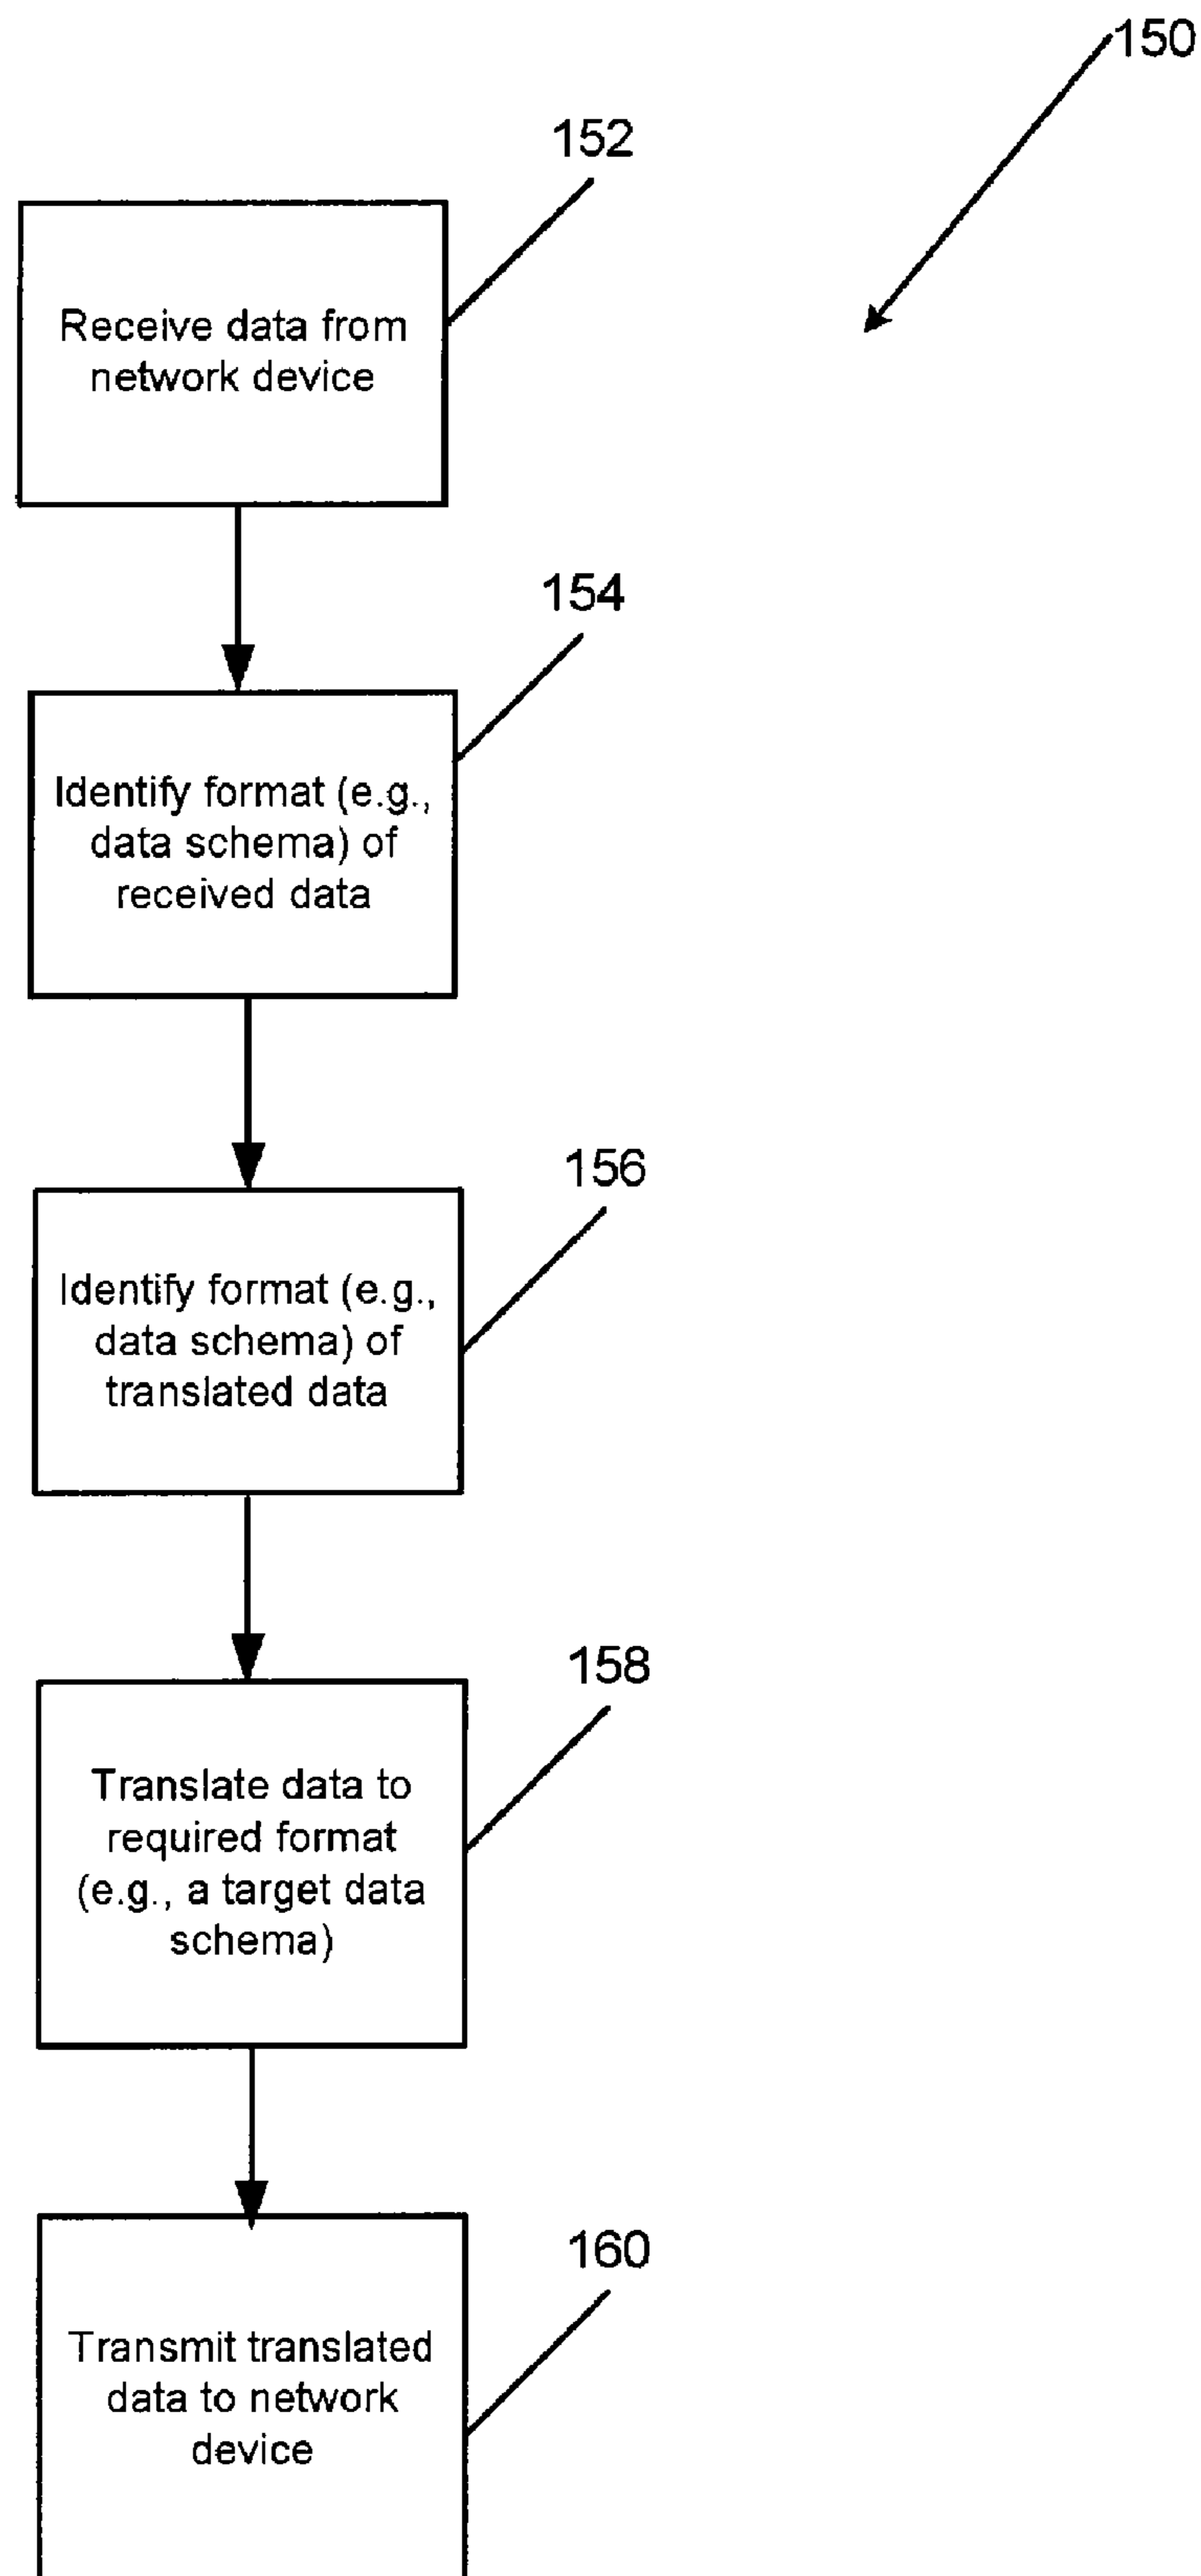 150
152
Receive data from
network device
154
Identify format (e.g.,
data schema) of
received data
156
Identify format (e.g.,
data schema) of
translated data
158
Translate data to
required format
(e.g., a target data
schema)
160
Transmit translated
data to network
device